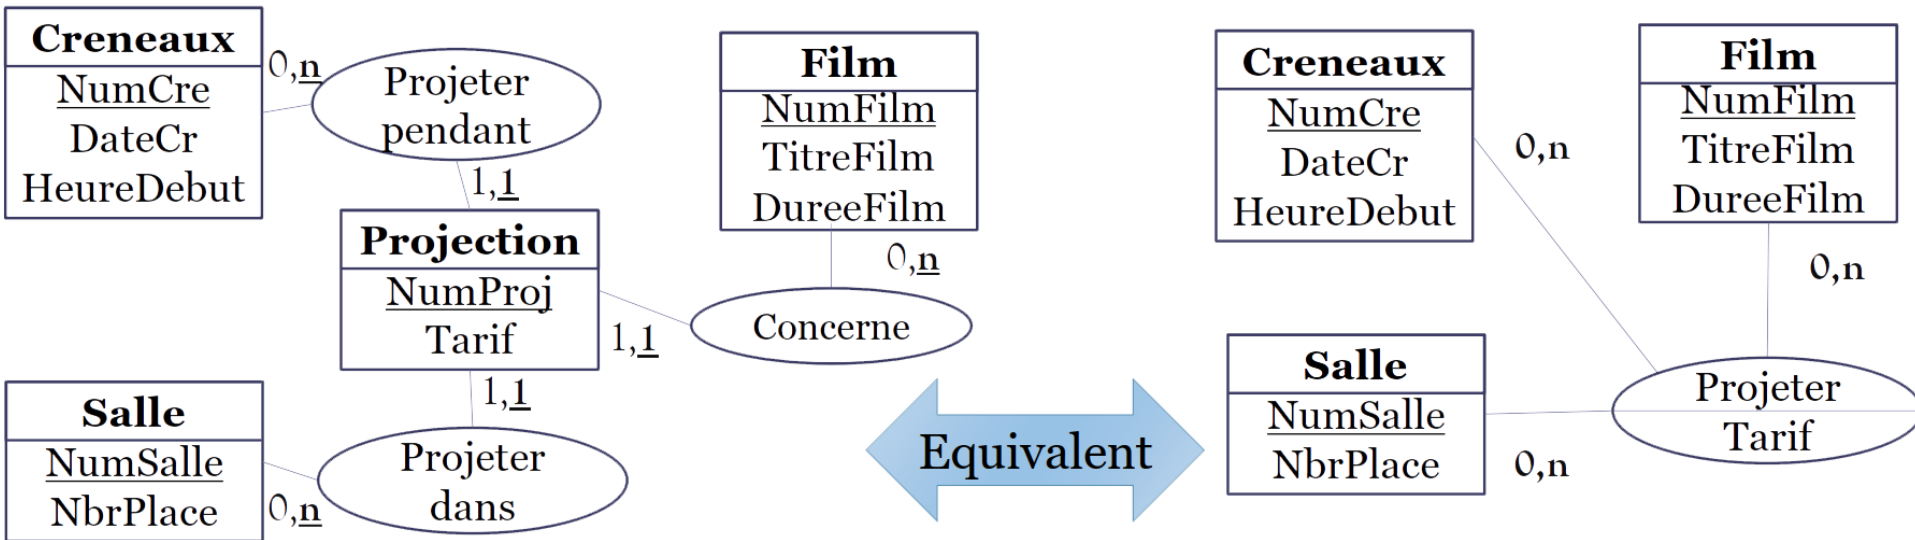 Creneaux
NumCre
DateCr
HeureDebut
0,n
Projeter
pendant
1,1
Film
NumFilm
TitreFilm
DureeFilm
0,n
Projection
NumProj
Tarif
1,1
Concerne
1,1
Salle
NumSalle
NbrPlace
0,n
Projeter
dans
Equivalent
Creneaux
NumCre
DateCr
HeureDebut
0,n
Film
NumFilm
TitreFilm
DureeFilm
0,n
Salle
NumSalle
NbrPlace
0,n
Projeter
Tarif